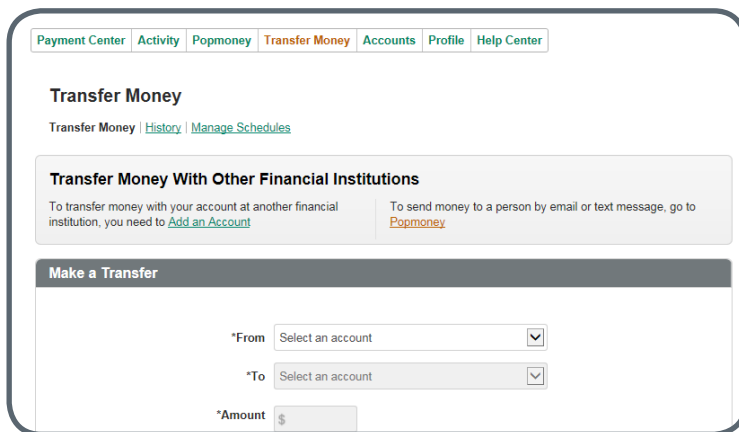 Payment Center Activity Popmoney Transfer Money Accounts Profile Help Center
Transfer Money
Transfer Money | History | Manage Schedules
Transfer Money With Other Financial Institutions
To transfer money with your account at another financial
institution, you need to Add an Account
To send money to a person by email or text message, go to
Popmoney
Make a Transfer
*From Select an account
*To Select an account
*Amount $